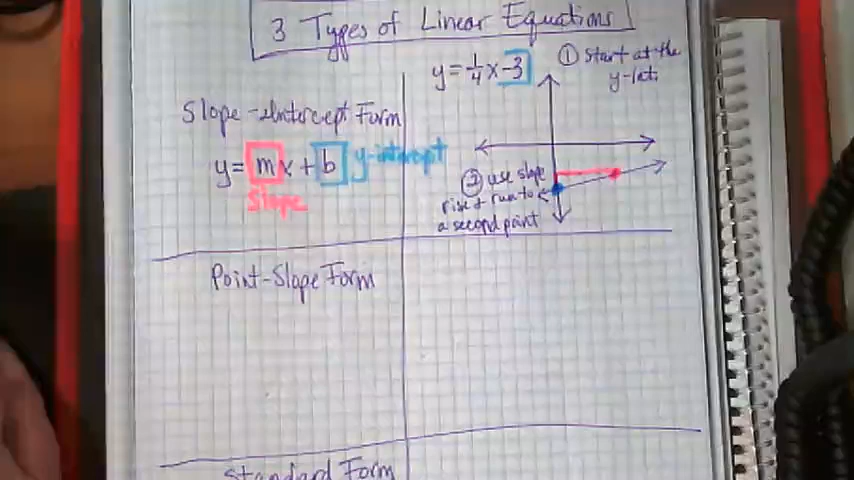 3 Types of Linear Equations
Slope-Intercept Form
y = mx + b y-intercept
Slope
y = 1/4x - 3
① Start at the
y-int.
② use slope
rise + run to
a second point
Point-Slope Form
Standard Form